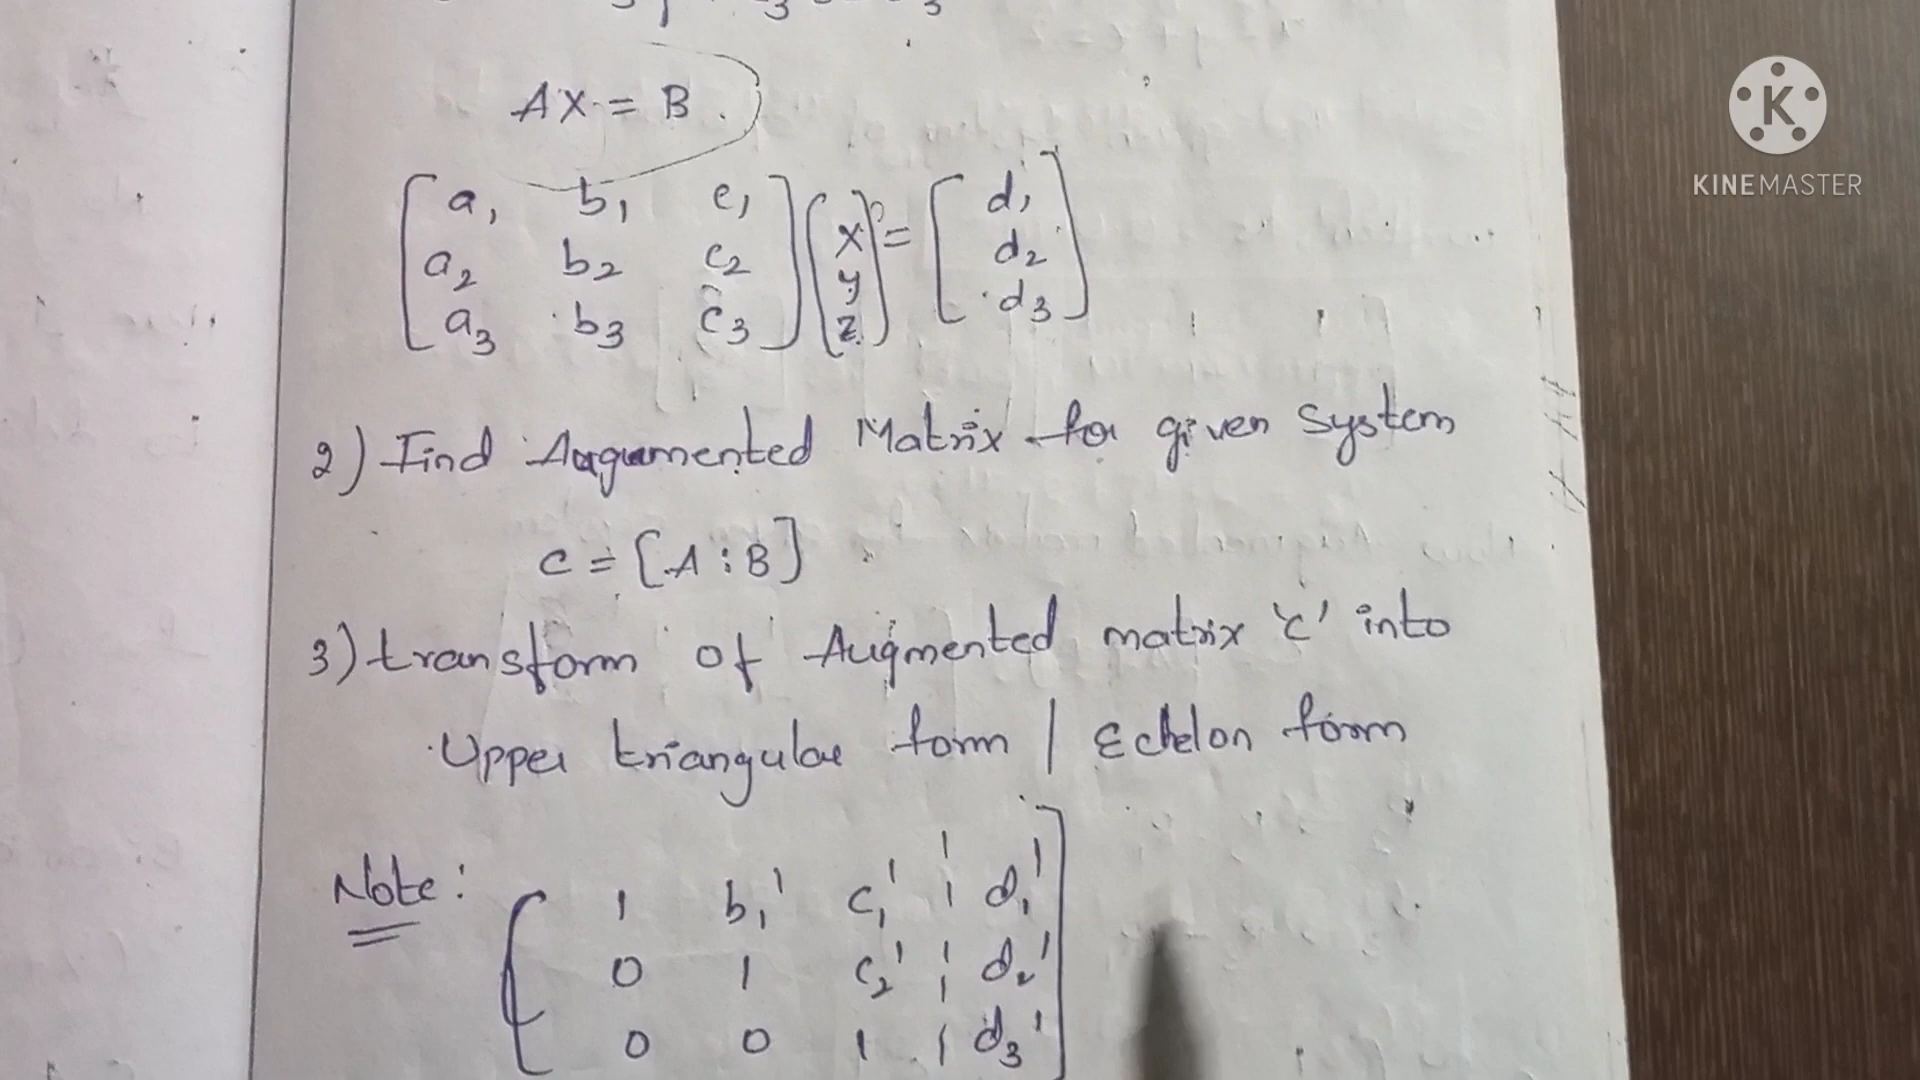 AX = B.
a1 b1 c1 x = d1
a2 b2 c2 y d2
a3 b3 c3 z d3
2) Find Augumented Matrix for given system
C = [A : B]
3) transform of Augmented matrix 'c' into
Upper triangular form | Echelon form
Note: 1 b1' c1' | d1'
0 1 c2' | d2'
0 0 1 | d3'
K
KINEMASTER